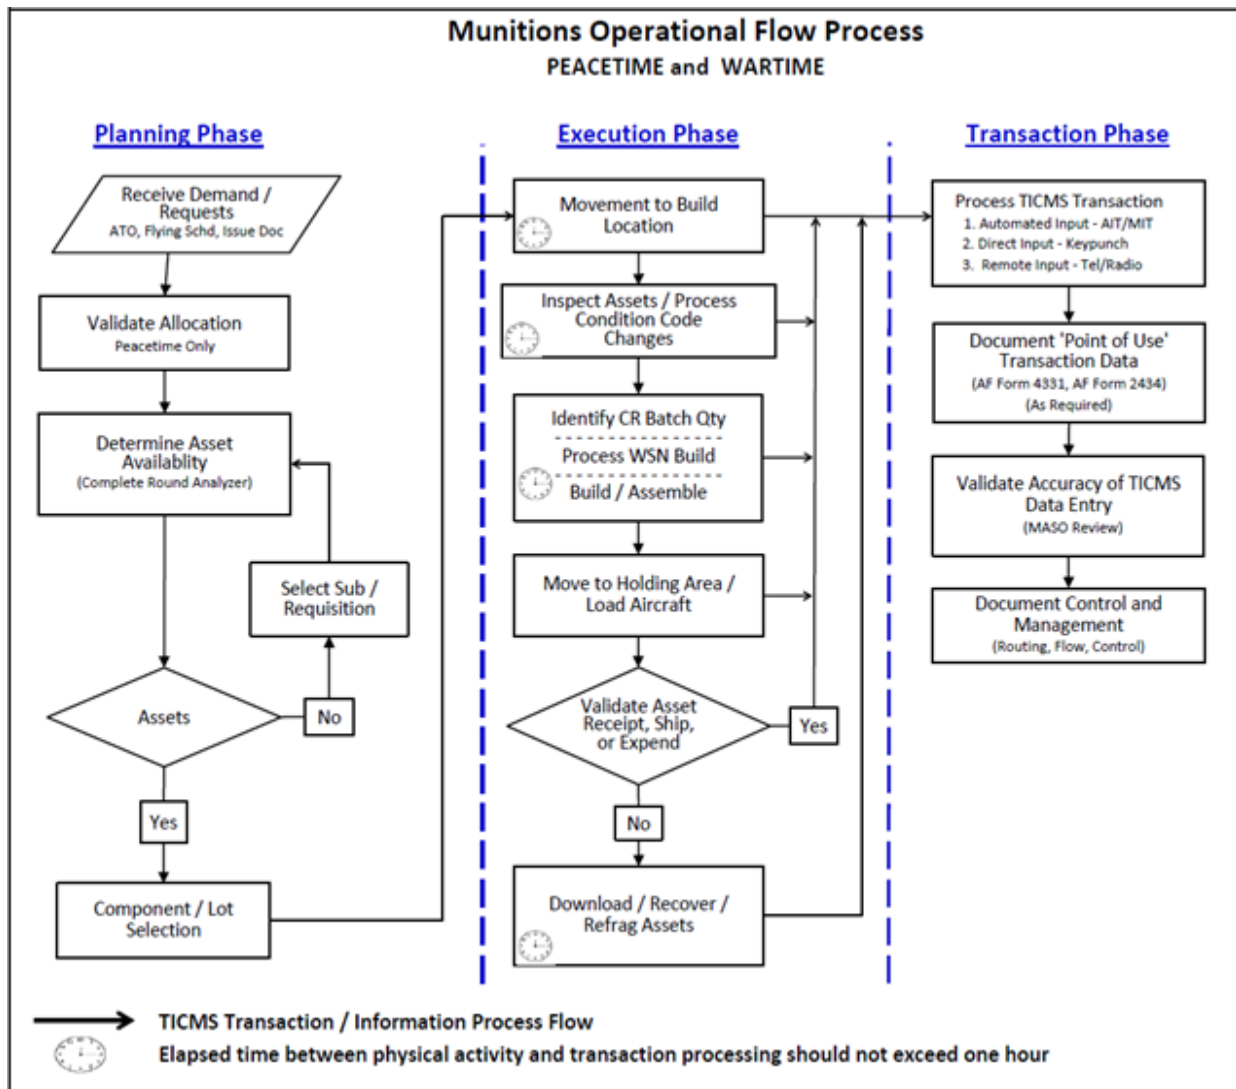 Munitions Operational Flow Process
PEACETIME and WARTIME
Planning Phase
Receive Demand /
Requests
ATO, Flying Schd, Issue Doc
Validate Allocation
Peacetime Only
Determine Asset
Availablity
(Complete Round Analyzer)
Select Sub /
Requisition
Assets
No
Yes
Component / Lot
Selection
Execution Phase
Movement to Build
Location
Inspect Assets / Process
Condition Code
Changes
Identify CR Batch Qty
Process WSN Build
Build / Assemble
Move to Holding Area /
Load Aircraft
Validate Asset
Receipt, Ship,
or Expend
Yes
No
Download / Recover /
Refrag Assets
Transaction Phase
Process TICMS Transaction
1. Automated Input - AIT/MIT
2. Direct Input - Keypunch
3. Remote Input - Tel/Radio
Document 'Point of Use'
Transaction Data
(AF Form 4331, AF Form 2434)
(As Required)
Validate Accuracy of TICMS
Data Entry
(MASO Review)
Document Control and
Management
(Routing, Flow, Control)
TICMS Transaction / Information Process Flow
Elapsed time between physical activity and transaction processing should not exceed one hour